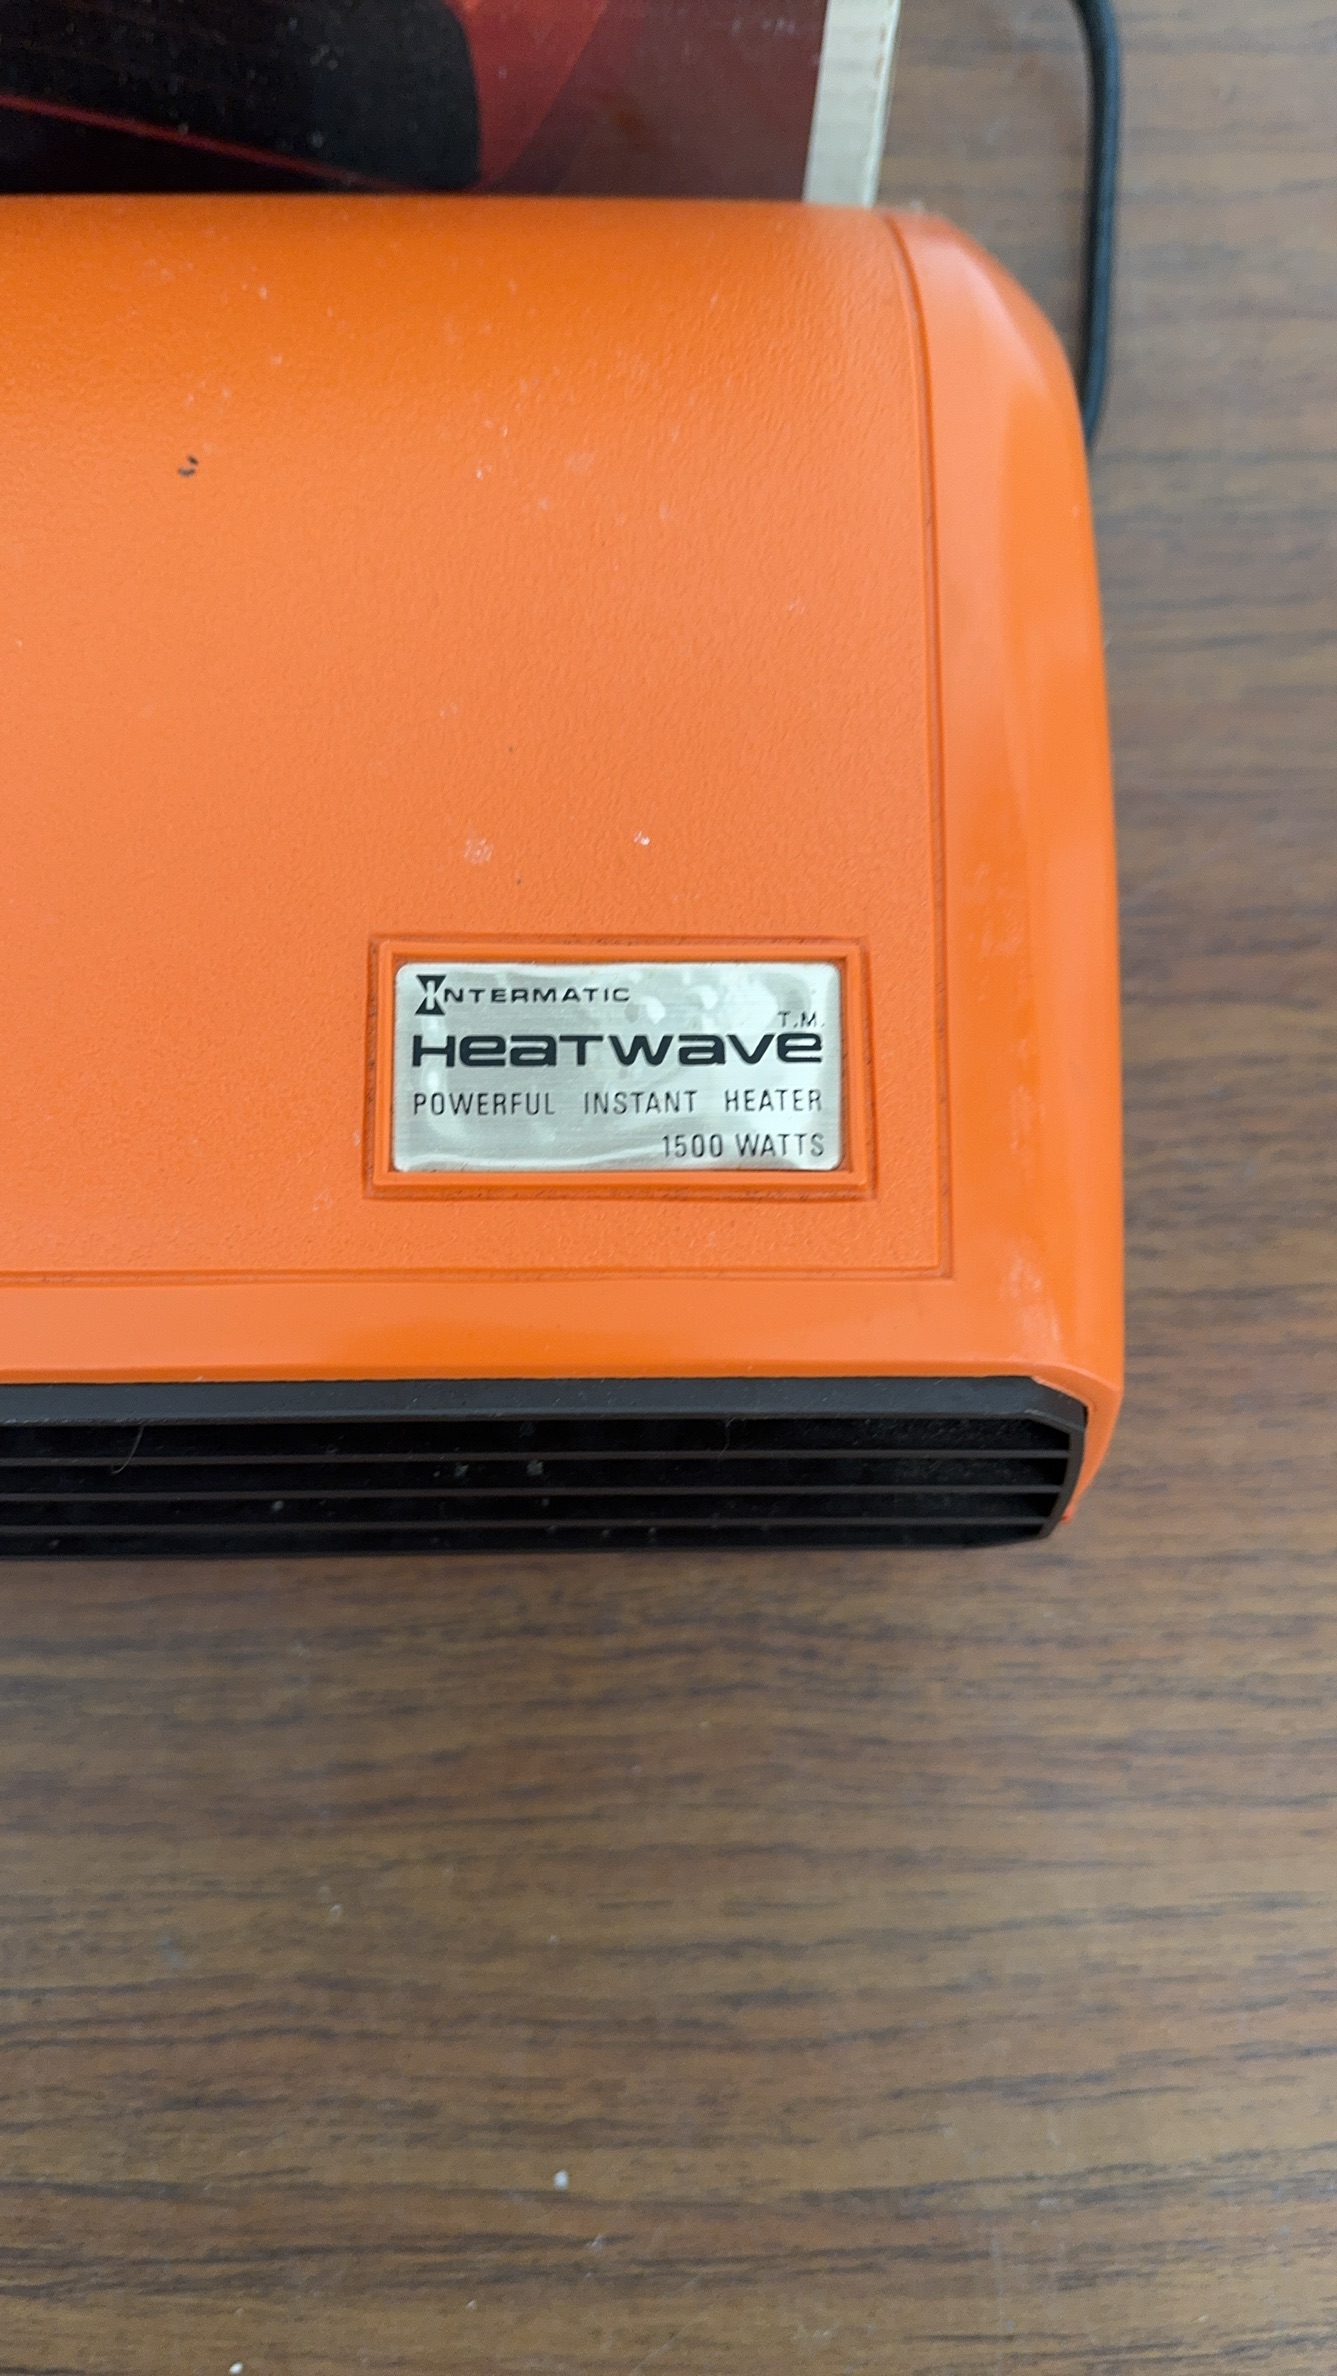 INTERMATIC
HEATWAVE T.M.
POWERFUL INSTANT HEATER
1500 WATTS